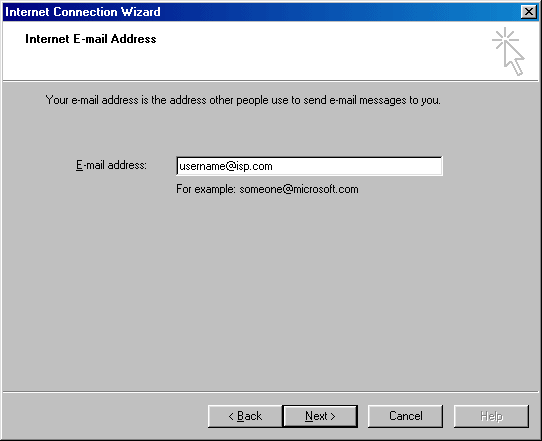 Internet Connection Wizard
Internet E-mail Address
Your e-mail address is the address other people use to send e-mail messages to you.
E-mail address: username@isp.com
For example: someone@microsoft.com
< Back Next > Cancel Help